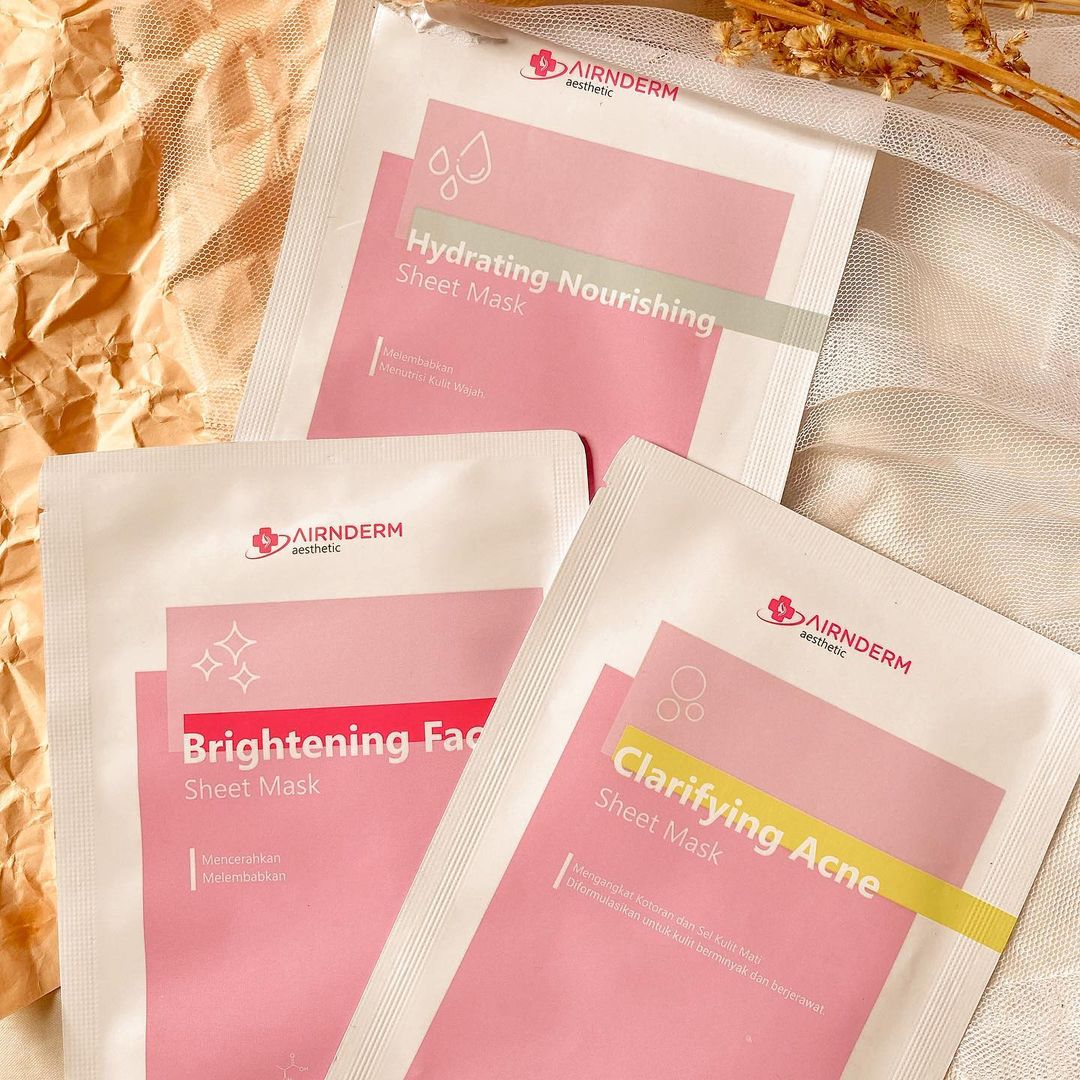 AIRNDERM
aesthetic
Hydrating Nourishing
Sheet Mask
Melembabkan
Menutrisi Kulit Wajah.
AIRNDERM
aesthetic
Brightening Fac
Sheet Mask
Mencerahkan
Melembabkan
AIRNDERM
aesthetic
Clarifying Acne
Sheet Mask
Mengangkat Kotoran dan Sel Kulit Mati
Diformulasikan untuk kulit berminyak dan berjerawat.